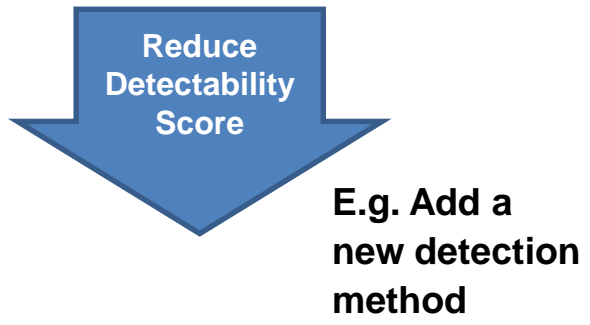 Reduce
Detectability
Score
E.g. Add a
new detection
method